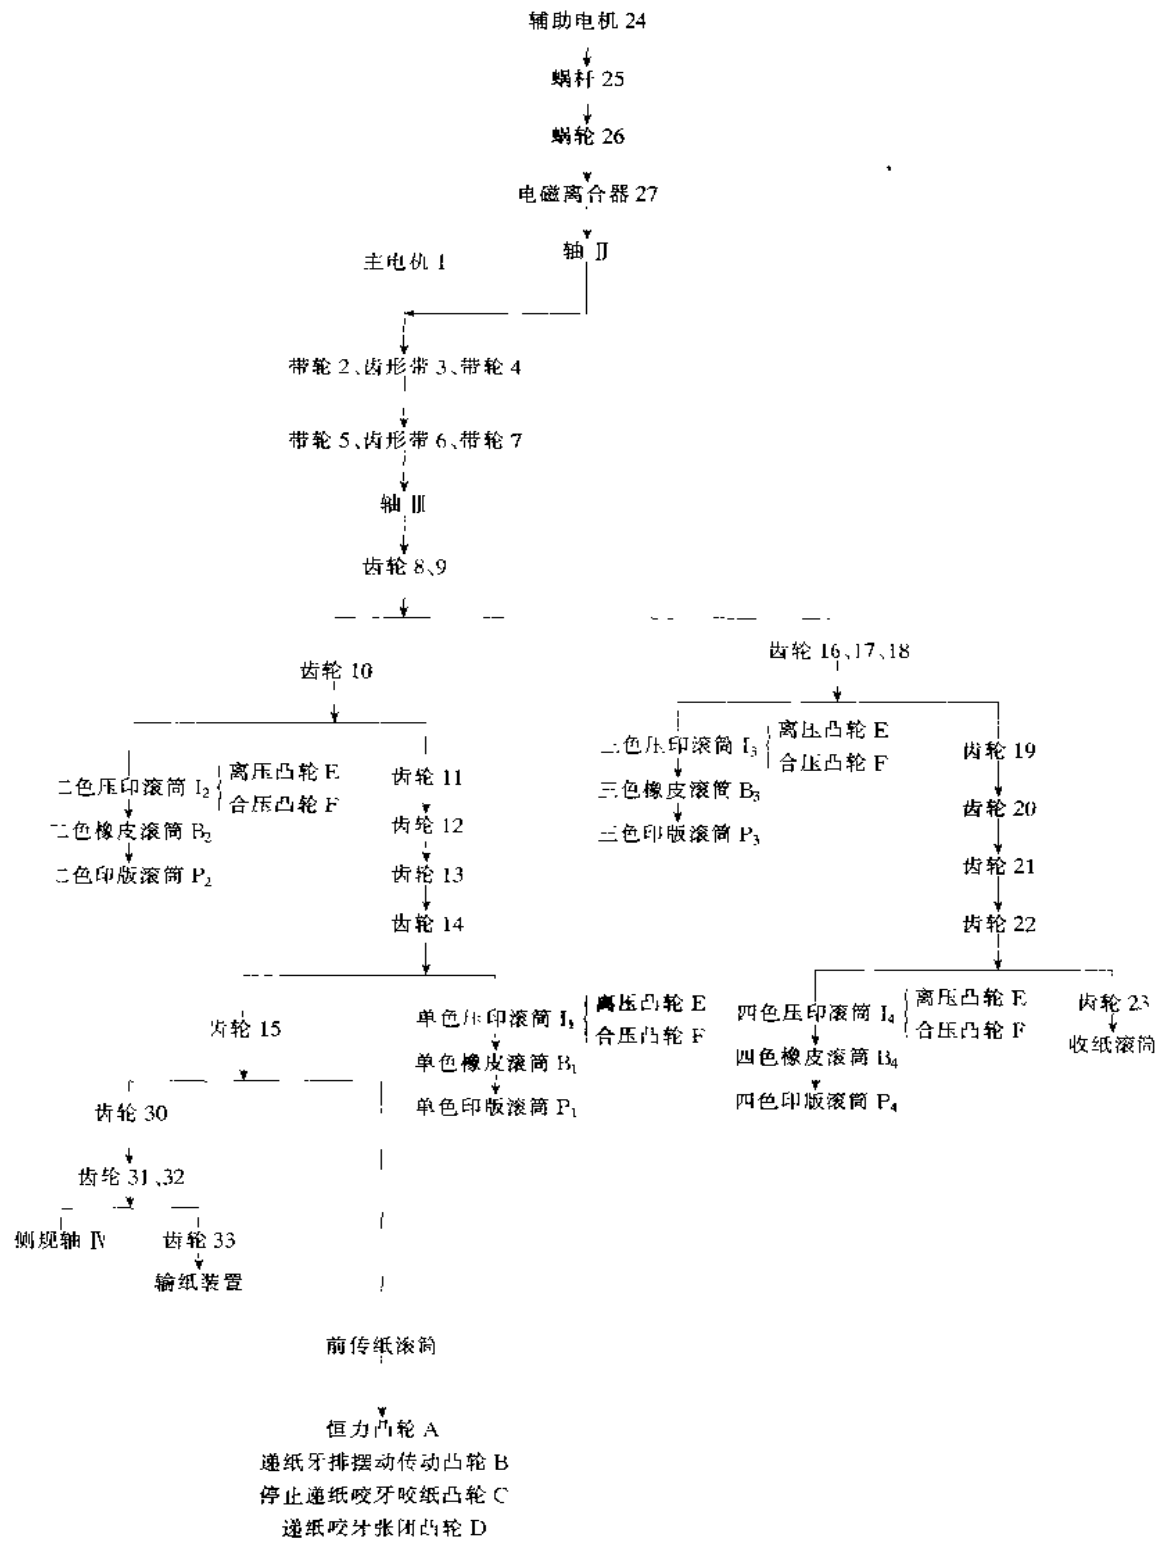 辅助电机 24
蜗杆 25
蜗轮 26
电磁离合器 27
轴 Ⅱ
主电机 1
带轮 2、齿形带 3、带轮 4
带轮 5、齿形带 6、带轮 7
轴 Ⅲ
齿轮 8、9
齿轮 10
齿轮 16、17、18
二色压印滚筒 I₂
离压凸轮 E
合压凸轮 F
二色橡皮滚筒 B₂
二色印版滚筒 P₂
齿轮 11
齿轮 12
齿轮 13
齿轮 14
三色压印滚筒 I₃
离压凸轮 E
合压凸轮 F
三色橡皮滚筒 B₃
三色印版滚筒 P₃
齿轮 19
齿轮 20
齿轮 21
齿轮 22
齿轮 15
单色压印滚筒 I₁
离压凸轮 E
合压凸轮 F
单色橡皮滚筒 B₁
单色印版滚筒 P₁
四色压印滚筒 I₄
离压凸轮 E
合压凸轮 F
四色橡皮滚筒 B₄
四色印版滚筒 P₄
齿轮 23
收纸滚筒
齿轮 30
齿轮 31、32
侧规轴 Ⅳ
齿轮 33
输纸装置
前传纸滚筒
恒力凸轮 A
递纸牙排摆动传动凸轮 B
停止递纸咬牙咬纸凸轮 C
递纸咬牙张闭凸轮 D